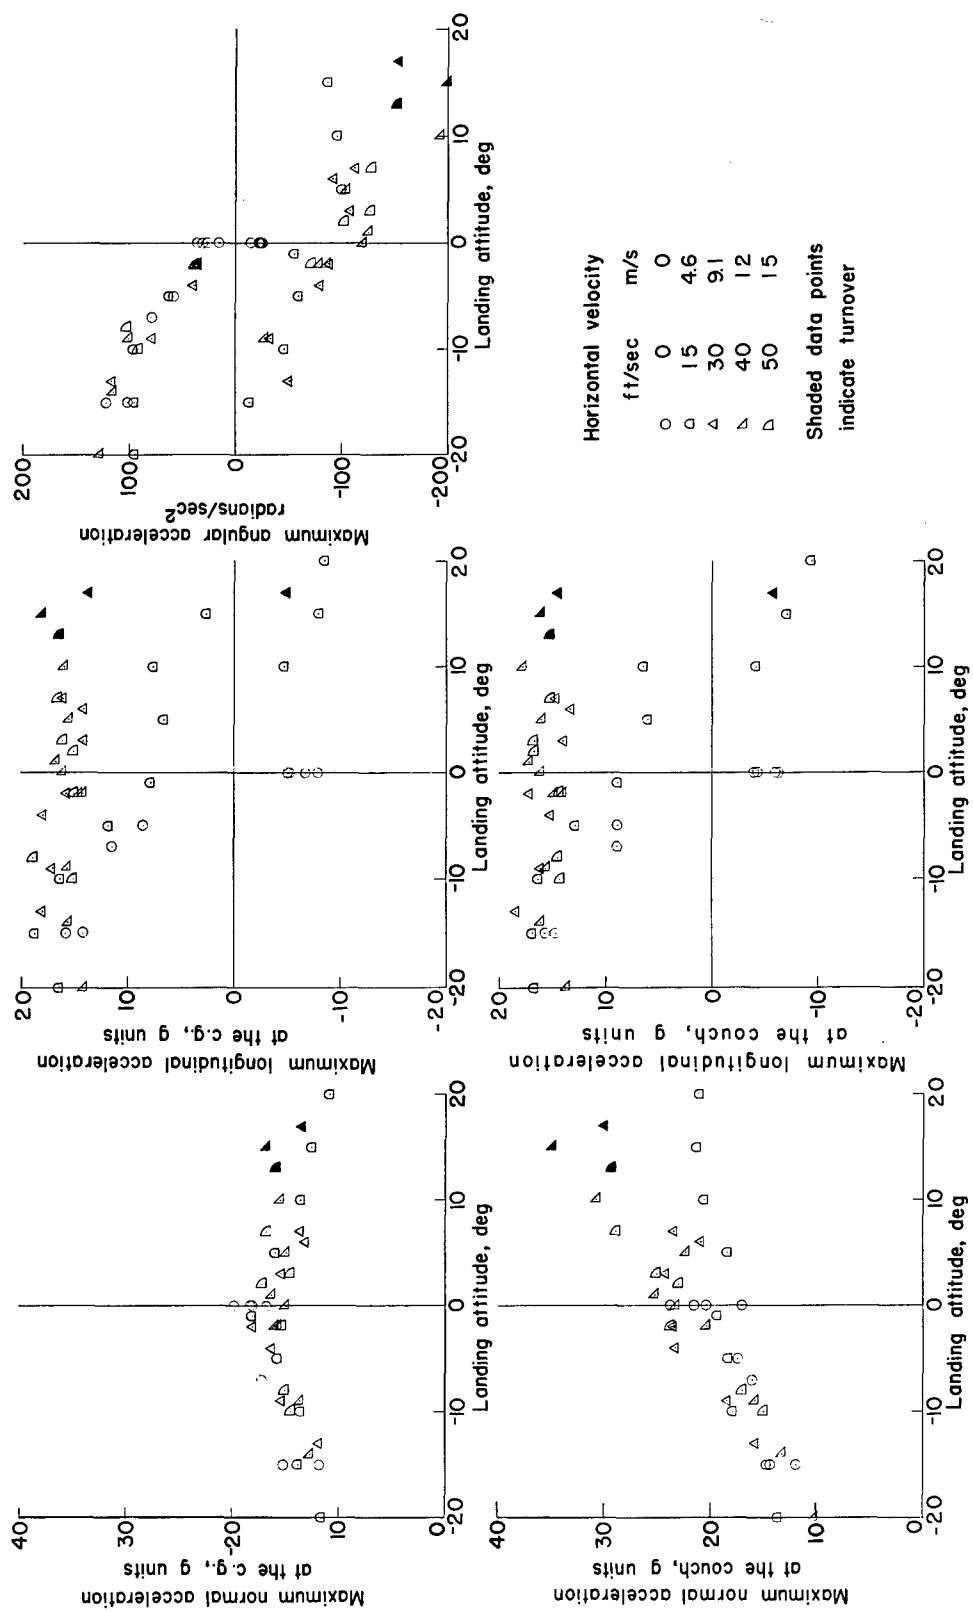 Maximum normal acceleration
at the c.g., g units
40
30
20
10
0
-20
-10
0
10
20
Landing attitude, deg
Maximum longitudinal acceleration
at the c.g., g units
20
10
0
-10
-20
-20
-10
0
10
20
Landing attitude, deg
Maximum angular acceleration
radians/sec²
200
100
0
-100
-200
-20
-10
0
10
20
Landing attitude, deg
Maximum normal acceleration
at the couch, g units
40
30
20
10
0
-20
-10
0
10
20
Landing attitude, deg
Maximum longitudinal acceleration
at the couch, g units
20
10
0
-10
-20
-20
-10
0
10
20
Landing attitude, deg
Horizontal velocity
ft/sec m/s
0 0
15 4.6
30 9.1
40 12
50 15
Shaded data points
indicate turnover